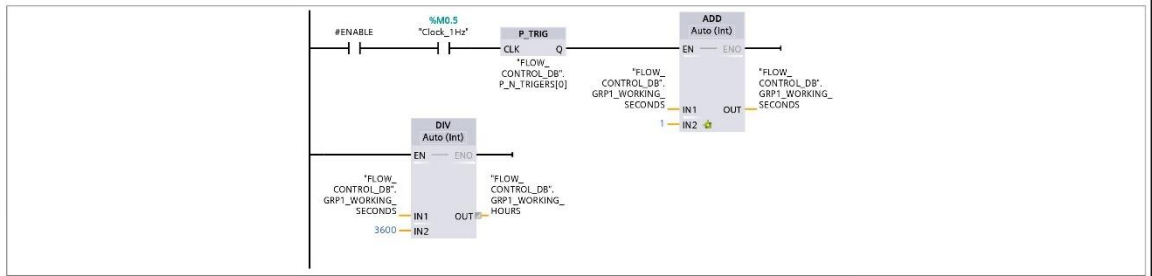 #ENABLE
%M0.5
"Clock_1Hz"
P_TRIG
CLK Q
"FLOW_
CONTROL_DB".
P_N_TRIGERS[0]
ADD
Auto (Int)
EN ENO
"FLOW_
CONTROL_DB".
GRP1_WORKING_
SECONDS
IN1
1
IN2
OUT
"FLOW_
CONTROL_DB".
GRP1_WORKING_
SECONDS
DIV
Auto (Int)
EN ENO
"FLOW_
CONTROL_DB".
GRP1_WORKING_
SECONDS
IN1
3600
IN2
OUT
"FLOW_
CONTROL_DB".
GRP1_WORKING_
HOURS